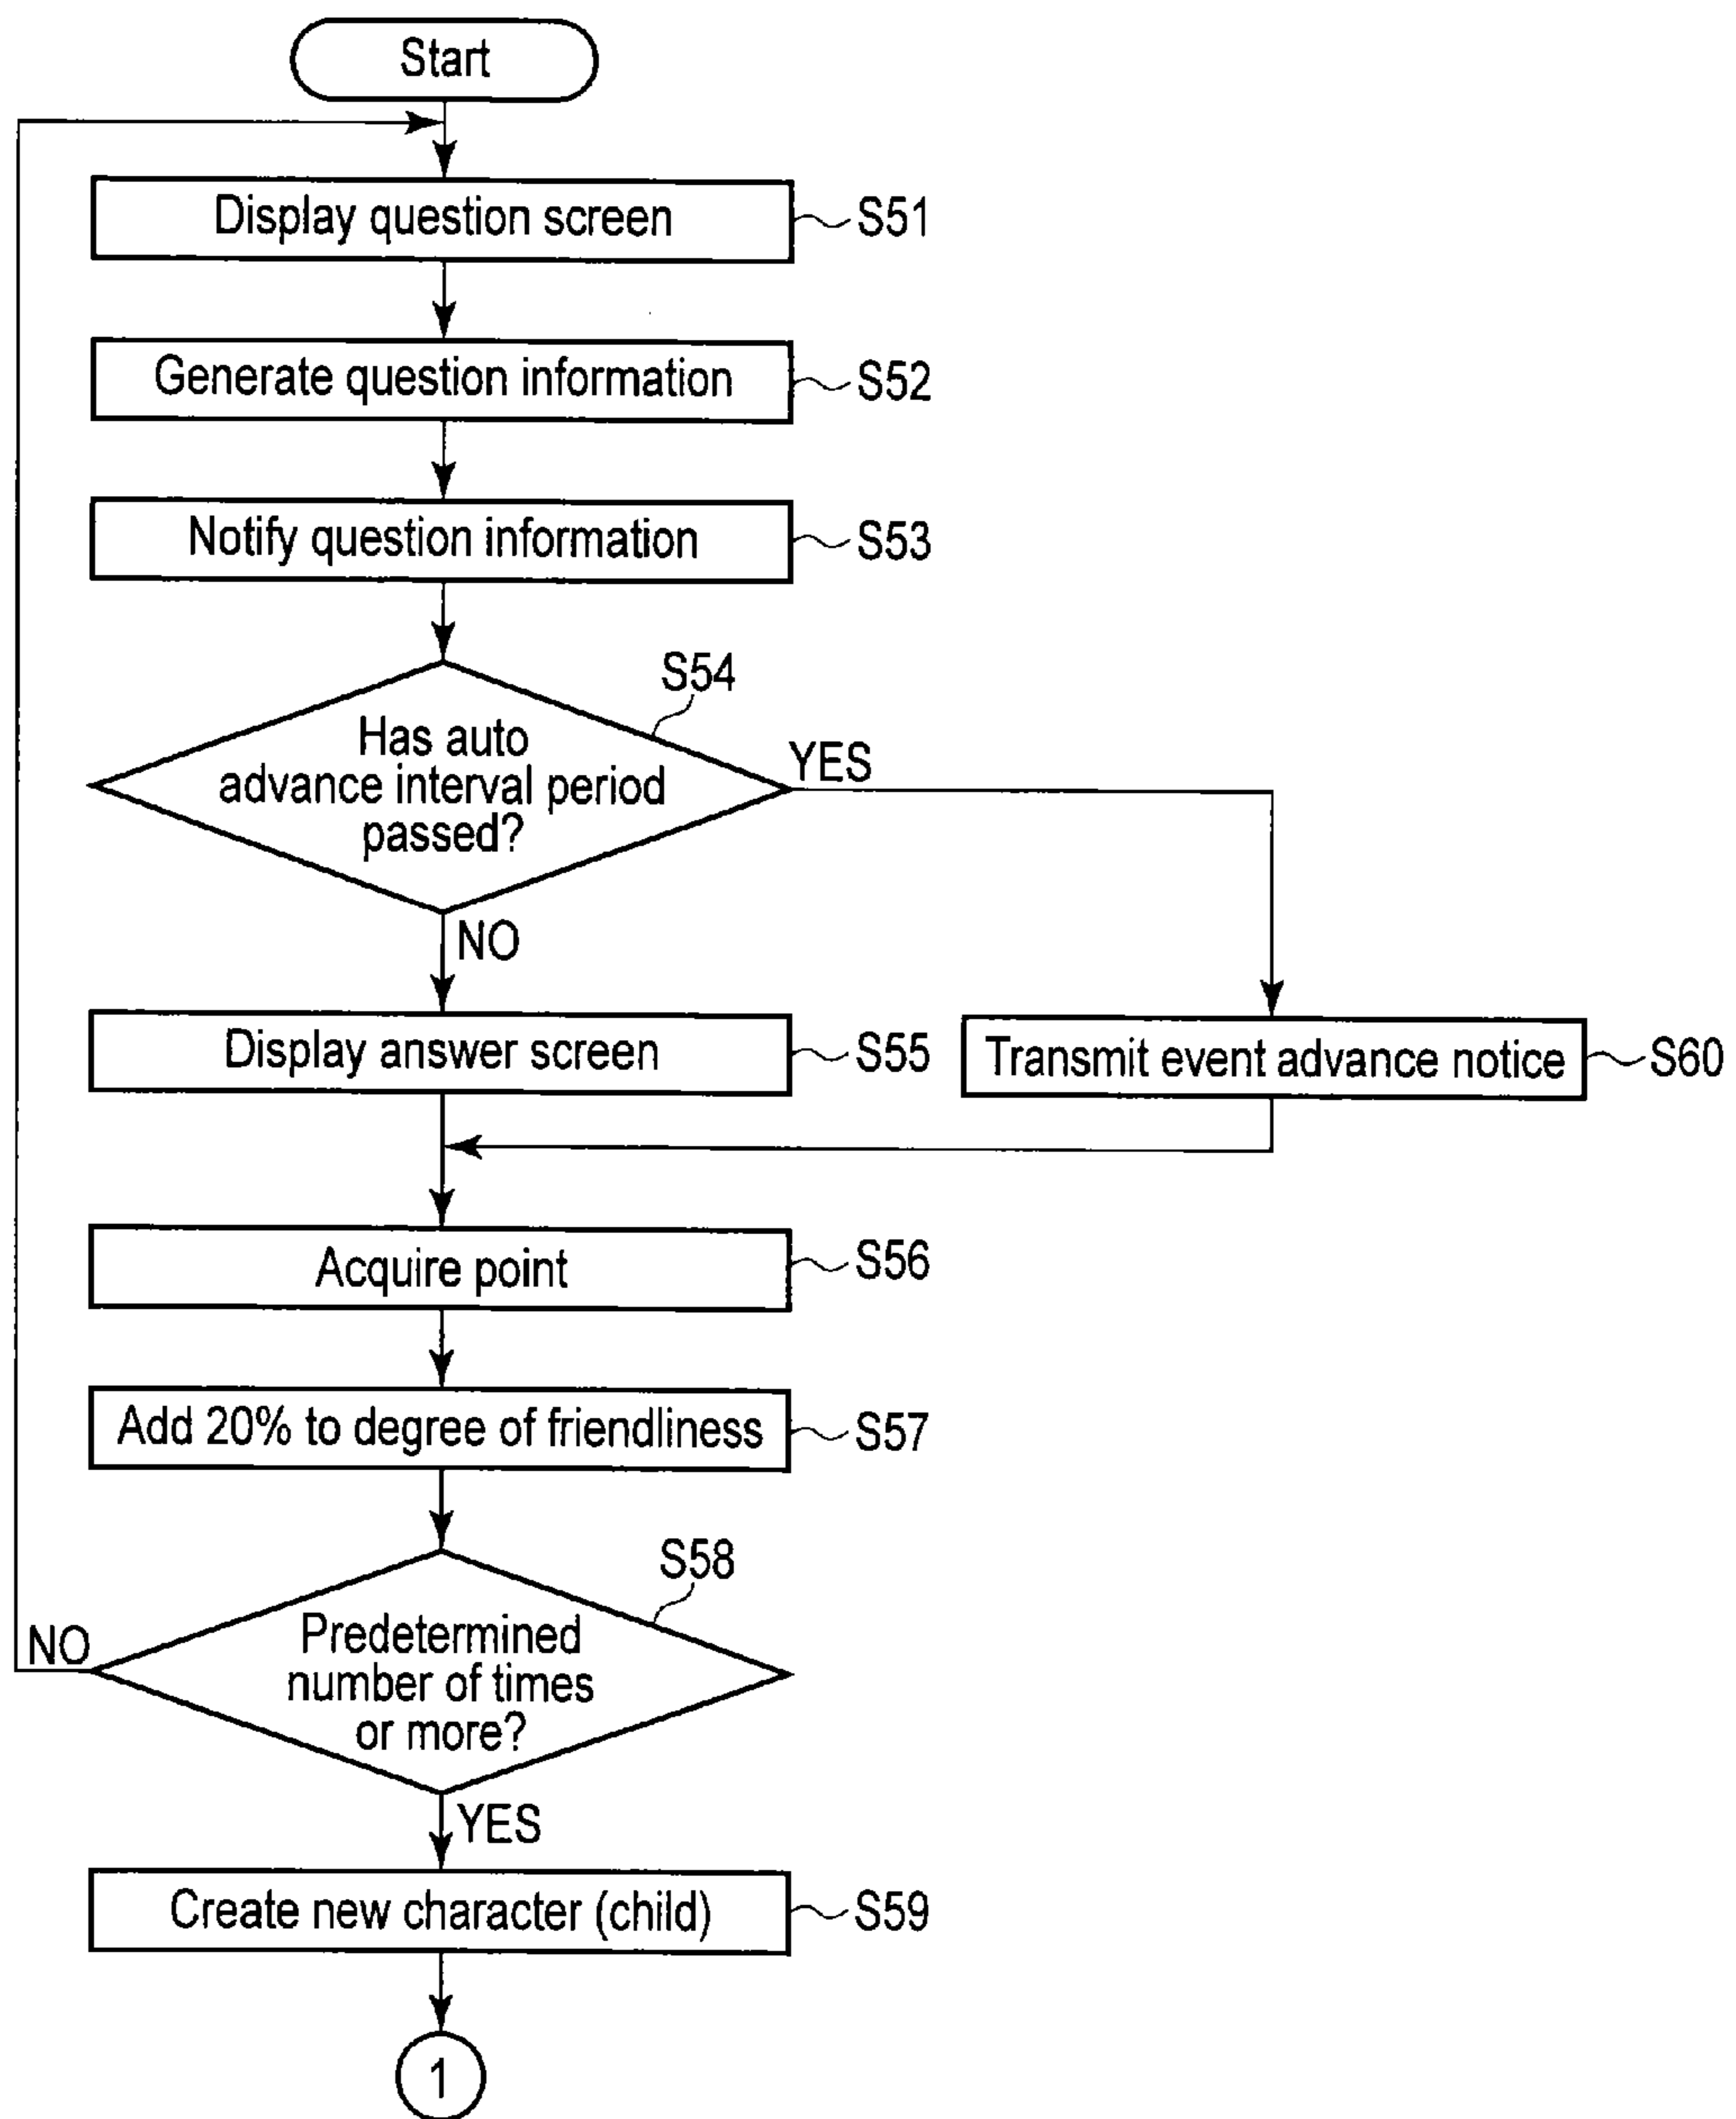 Start
Display question screen
S51
Generate question information
S52
Notify question information
S53
S54
Has auto
advance interval period
passed?
YES
NO
Display answer screen
S55
Transmit event advance notice
S60
Acquire point
S56
Add 20% to degree of friendliness
S57
S58
Predetermined
number of times
or more?
NO
YES
Create new character (child)
S59
1